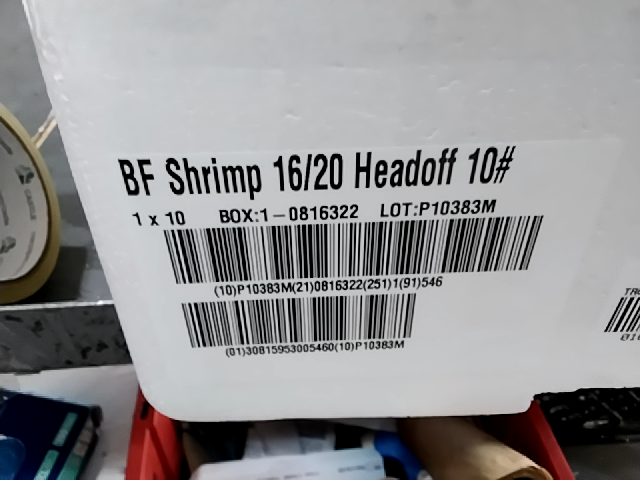 BF Shrimp 16/20 Headoff 10#
1 x 10 BOX:1-0816322 LOT:P10383M
(10)P10383M(21)0816322(251)1(91)546
(01)30815953005460(10)P10383M